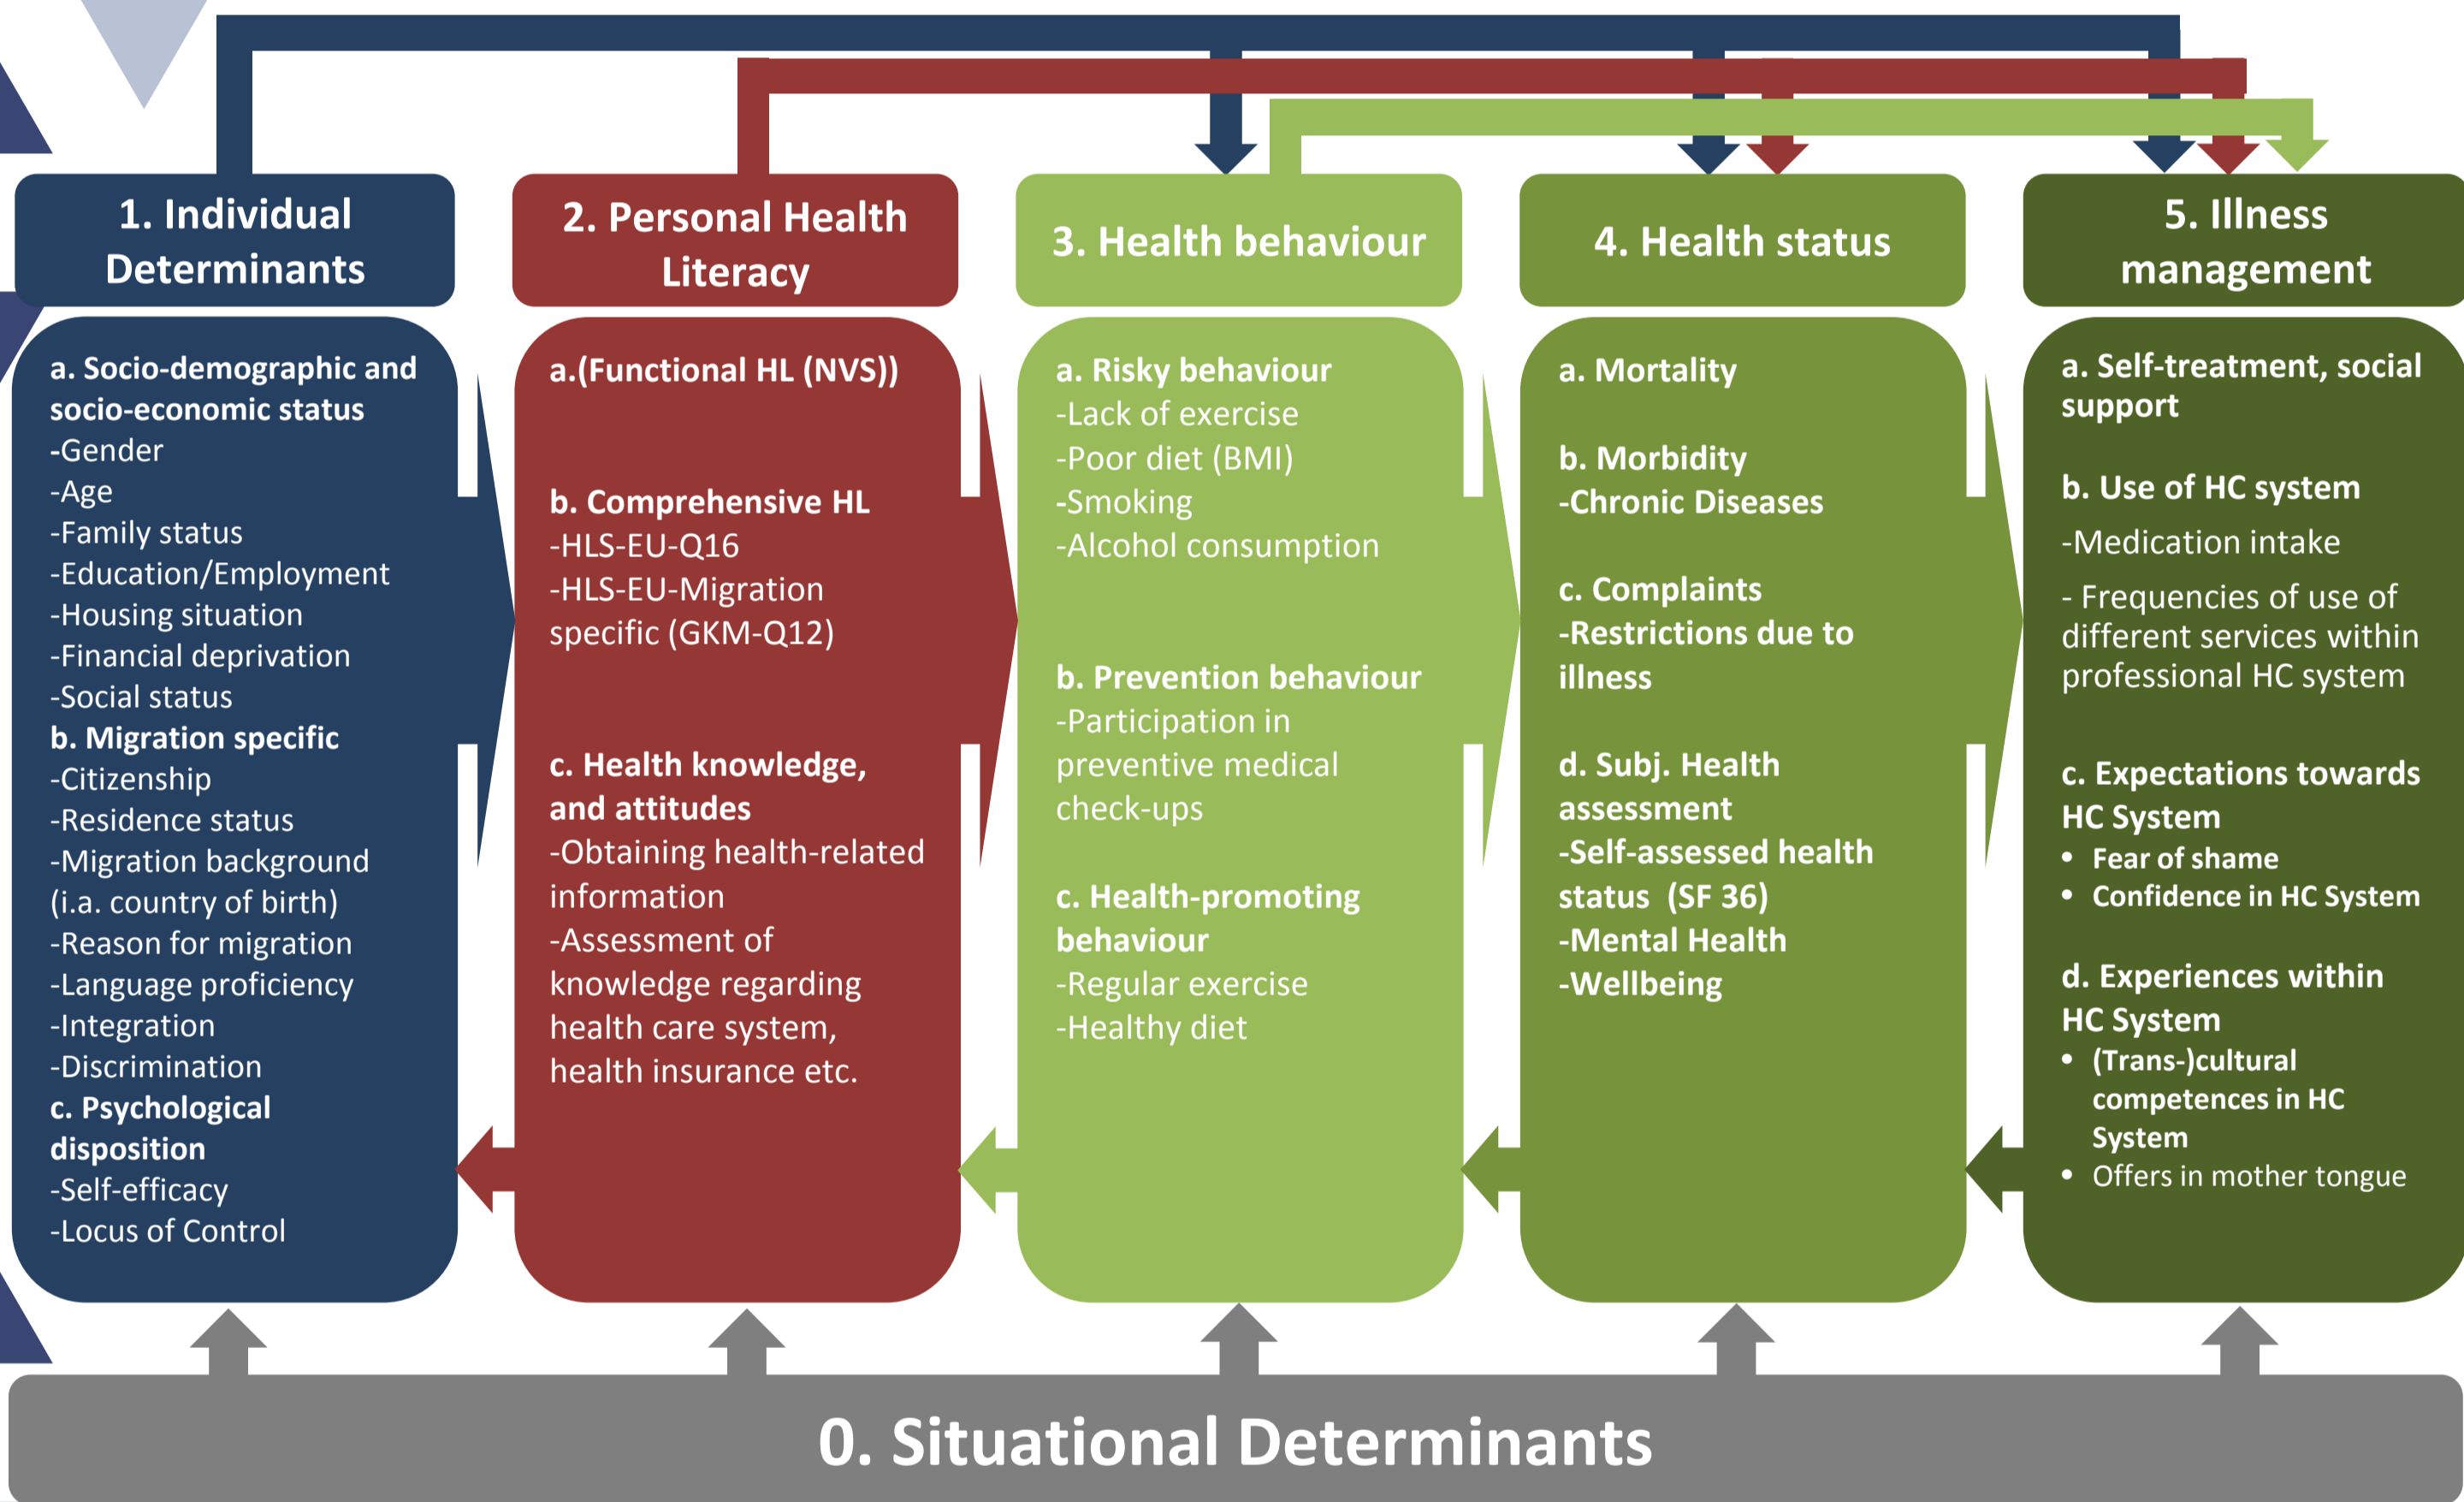 1. Individual
Determinants
a. Socio-demographic and
socio-economic status
-Gender
-Age
-Family status
-Education/Employment
-Housing situation
-Financial deprivation
-Social status
b. Migration specific
-Citizenship
-Residence status
-Migration background
(i.a. country of birth)
-Reason for migration
-Language proficiency
-Integration
-Discrimination
c. Psychological
disposition
-Self-efficacy
-Locus of Control
2. Personal Health
Literacy
a.(Functional HL (NVS))
b. Comprehensive HL
-HLS-EU-Q16
-HLS-EU-Migration
specific (GKM-Q12)
c. Health knowledge,
and attitudes
-Obtaining health-related
information
-Assessment of
knowledge regarding
health care system,
health insurance etc.
3. Health behaviour
a. Risky behaviour
-Lack of exercise
-Poor diet (BMI)
-Smoking
-Alcohol consumption
b. Prevention behaviour
-Participation in
preventive medical
check-ups
c. Health-promoting
behaviour
-Regular exercise
-Healthy diet
4. Health status
a. Mortality
b. Morbidity
-Chronic Diseases
c. Complaints
-Restrictions due to
illness
d. Subj. Health
assessment
-Self-assessed health
status (SF 36)
-Mental Health
-Wellbeing
5. Illness
management
a. Self-treatment, social
support
b. Use of HC system
-Medication intake
- Frequencies of use of
different services within
professional HC system
c. Expectations towards
HC System
• Fear of shame
• Confidence in HC System
d. Experiences within
HC System
• (Trans-)cultural
competences in HC
System
• Offers in mother tongue
0. Situational Determinants